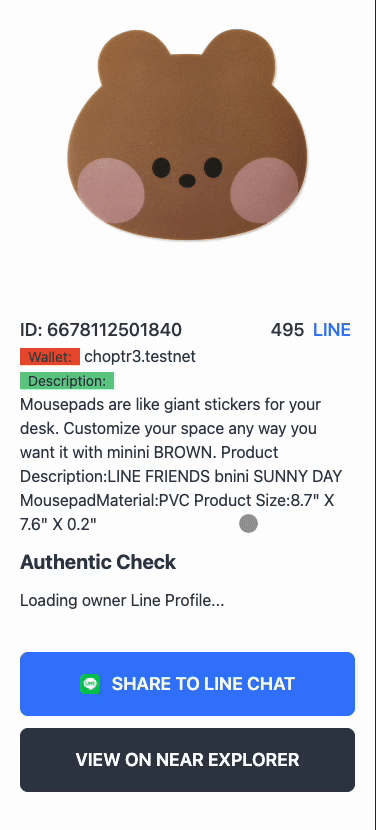 ID: 6678112501840 495 LINE
Wallet: choptr3.testnet
Description:
Mousepads are like giant stickers for your
desk. Customize your space any way you
want it with minini BROWN. Product
Description:LINE FRIENDS bnini SUNNY DAY
MousepadMaterial:PVC Product Size:8.7" X
7.6" X 0.2"
Authentic Check
Loading owner Line Profile...
LINE SHARE TO LINE CHAT
VIEW ON NEAR EXPLORER